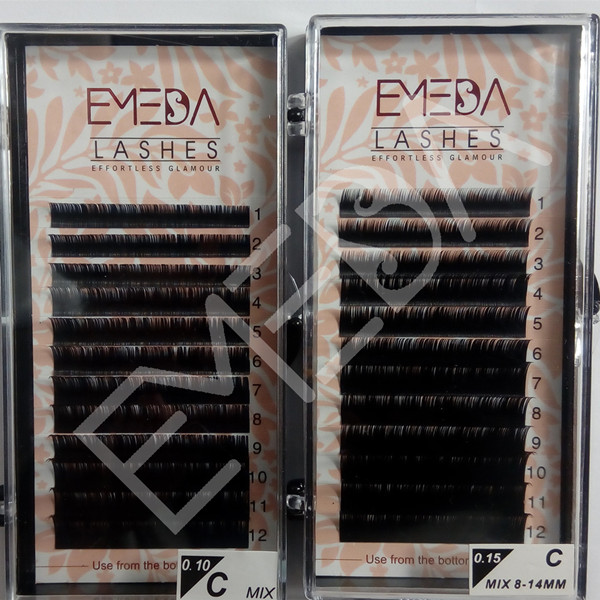 EMEDA
LASHES
EFFORTLESS GLAMOUR
1
2
3
4
5
6
7
8
9
10
11
12
Use from the bottom
0.10
C
MIX
EMEDA
LASHES
EFFORTLESS GLAMOUR
1
2
3
4
5
6
7
8
9
10
11
12
Use from the bottom
0.15
C
MIX 8-14MM
EMEDA